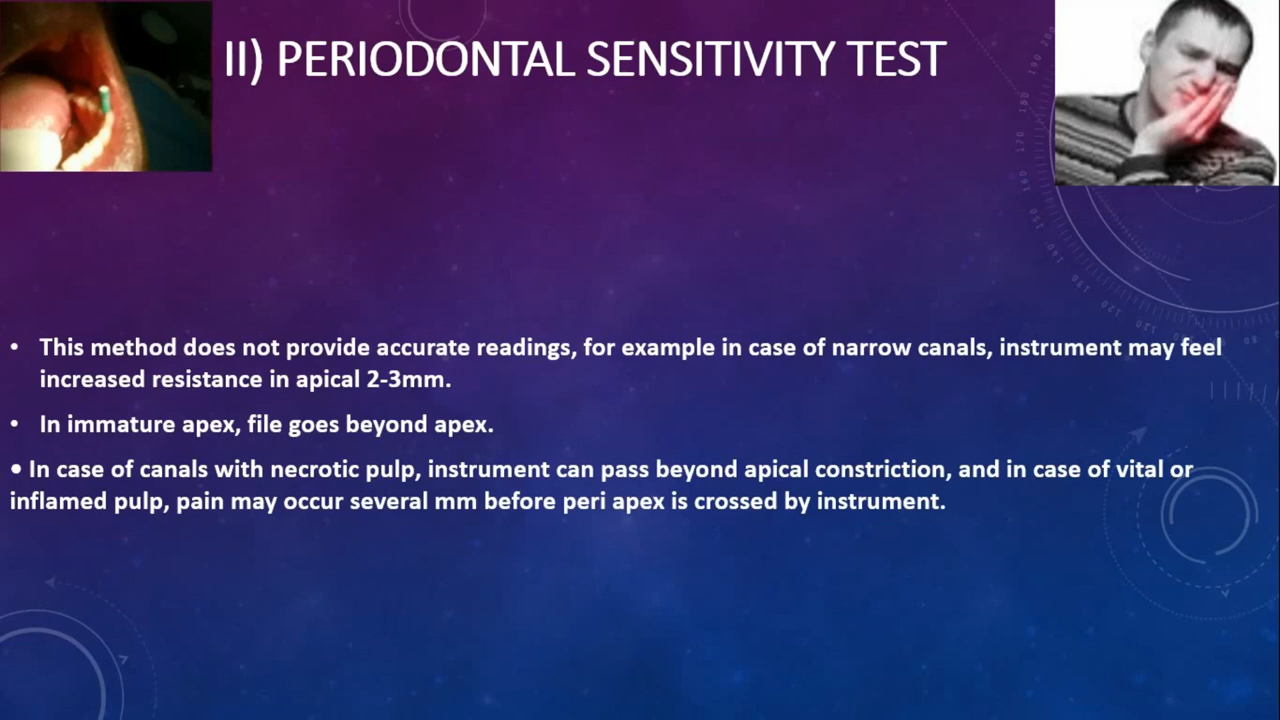 II) PERIODONTAL SENSITIVITY TEST
• This method does not provide accurate readings, for example in case of narrow canals, instrument may feel
increased resistance in apical 2-3mm.
• In immature apex, file goes beyond apex.
• In case of canals with necrotic pulp, instrument can pass beyond apical constriction, and in case of vital or
inflamed pulp, pain may occur several mm before peri apex is crossed by instrument.